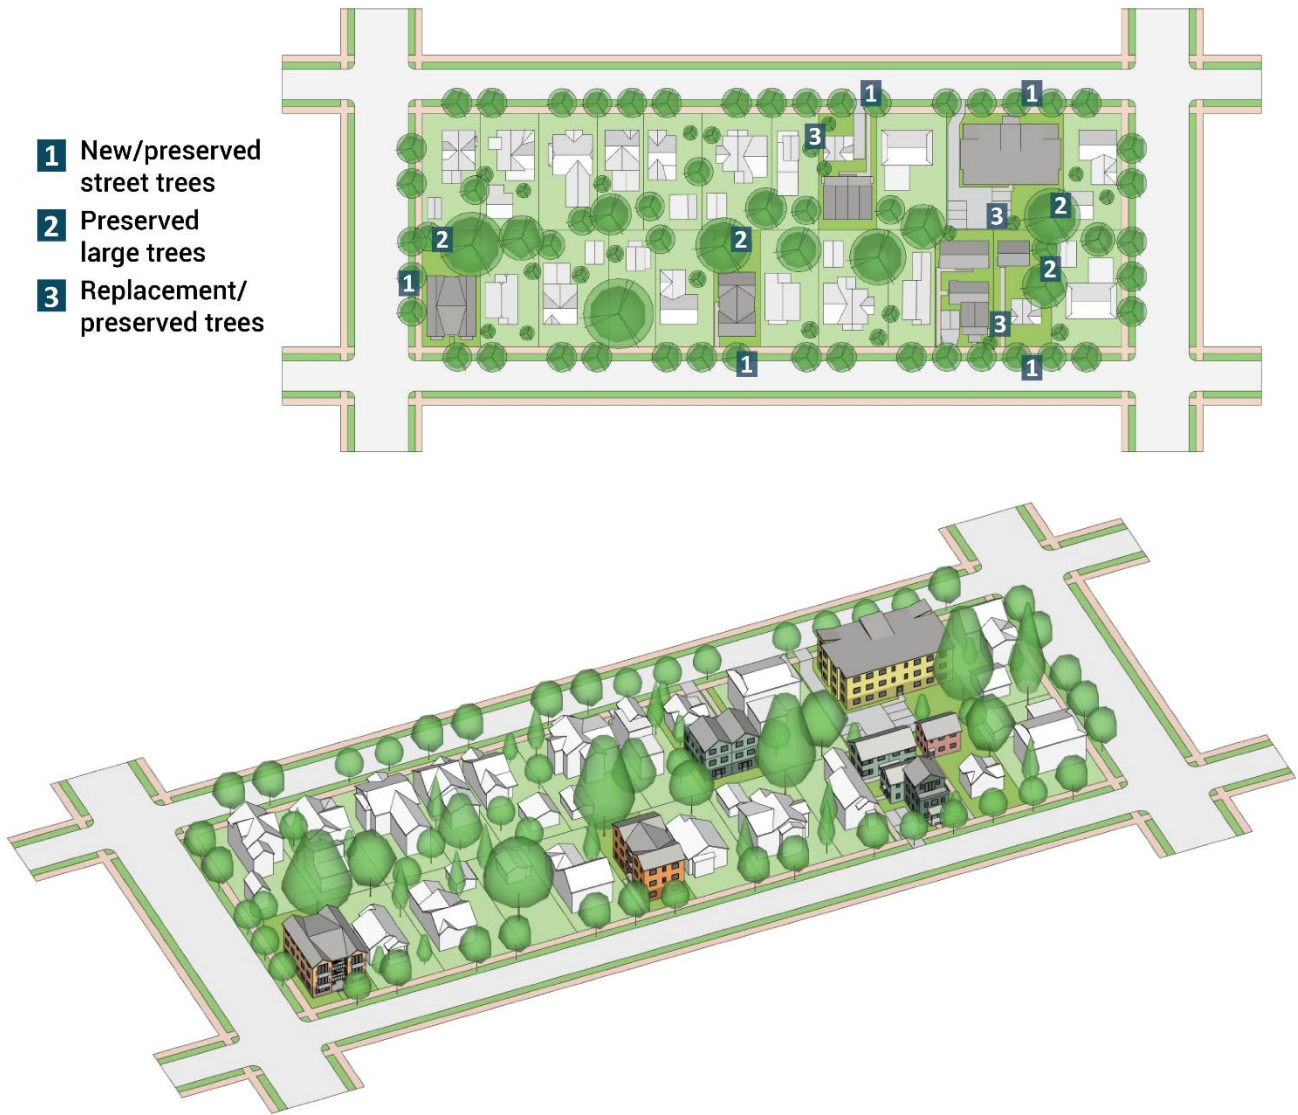 1 New/preserved
street trees
2 Preserved
large trees
3 Replacement/
preserved trees
1
1
3
2
3
2
2
2
1
3
1
1